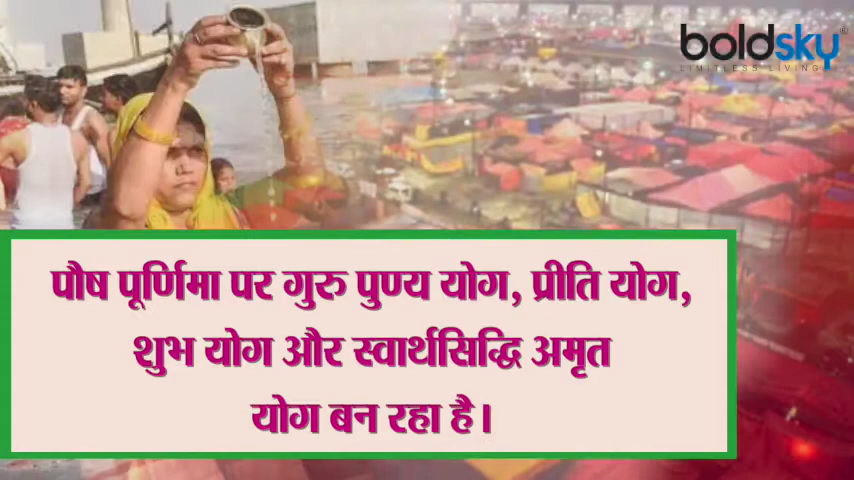 boldsky
LIMITLESS LIVING
पौष पूर्णिमा पर गुरु पुण्य योग, प्रीति योग,
शुभ योग और स्वार्थसिद्धि अमृत
योग बन रहा है।